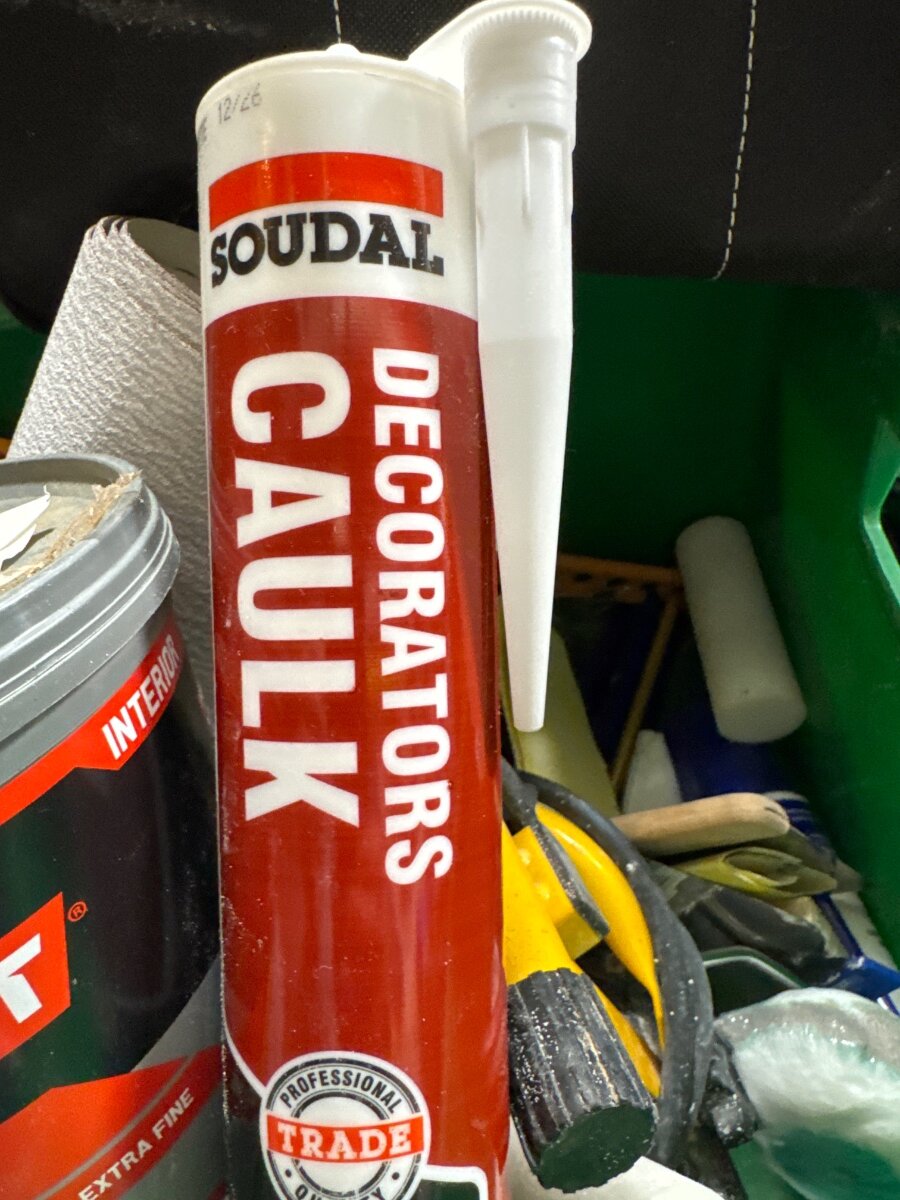 12/26
SOUDAL
DECORATORS
CAULK
PROFESSIONAL
TRADE
INTERIOR
®
EXTRA FINE